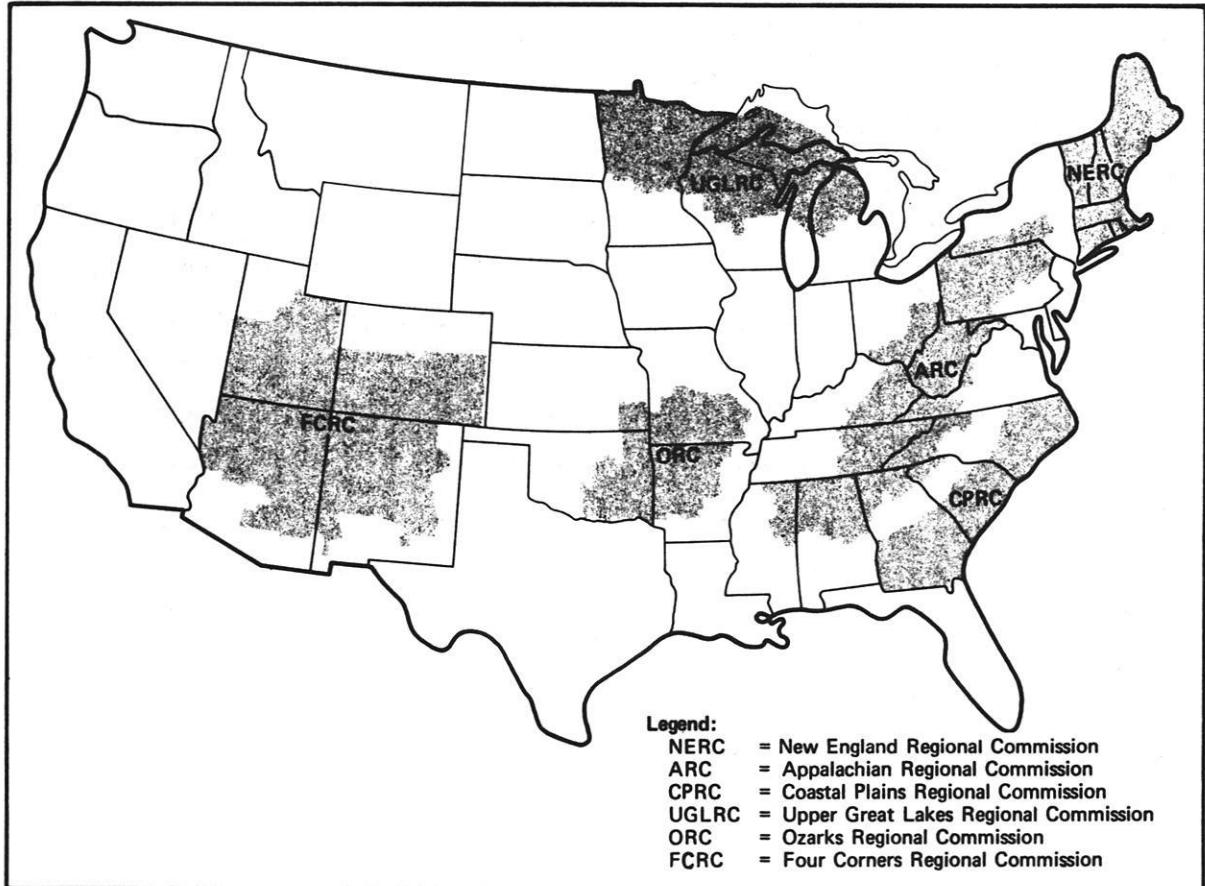 UGLRC
NERC
ARC
FCRC
ORC
CPRC
Legend:
NERC = New England Regional Commission
ARC = Appalachian Regional Commission
CPRC = Coastal Plains Regional Commission
UGLRC = Upper Great Lakes Regional Commission
ORC = Ozarks Regional Commission
FCRC = Four Corners Regional Commission